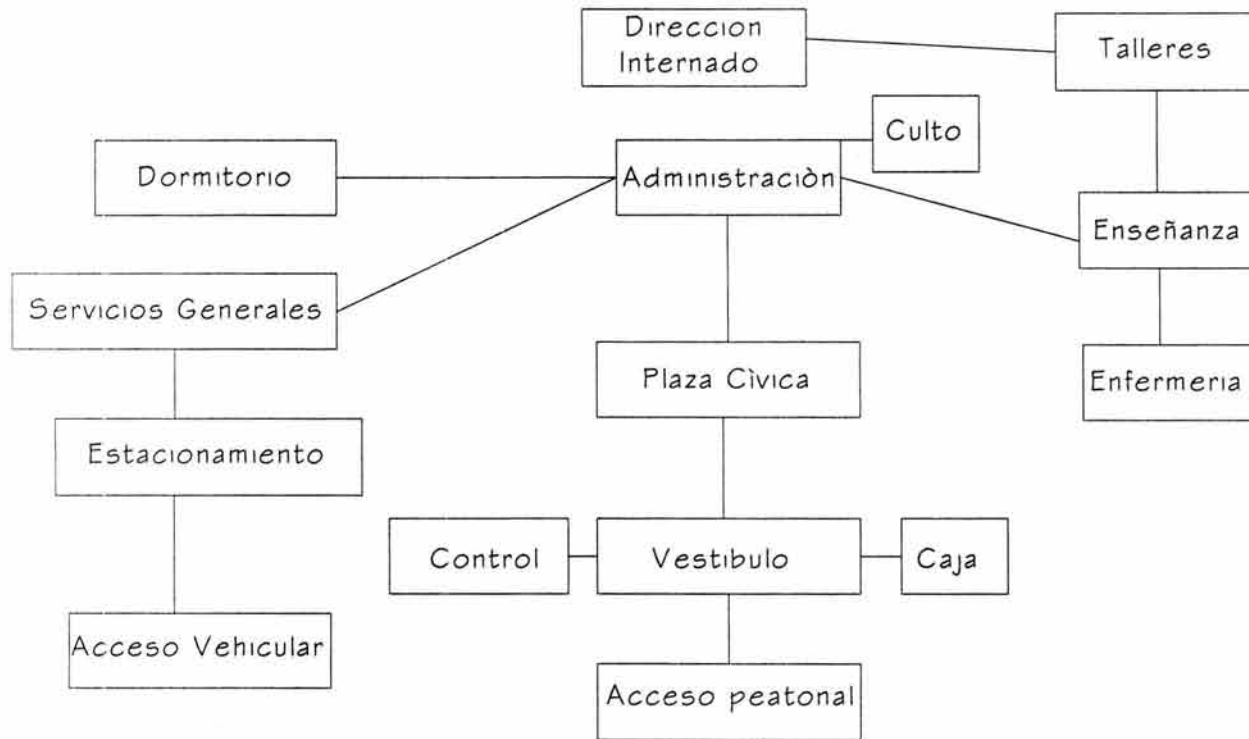 Direccion
Internado
Talleres
Culto
Dormitorio
Administraciòn
Enseñanza
Servicios Generales
Plaza Cìvica
Enfermeria
Estacionamiento
Control
Vestibulo
Caja
Acceso Vehicular
Acceso peatonal